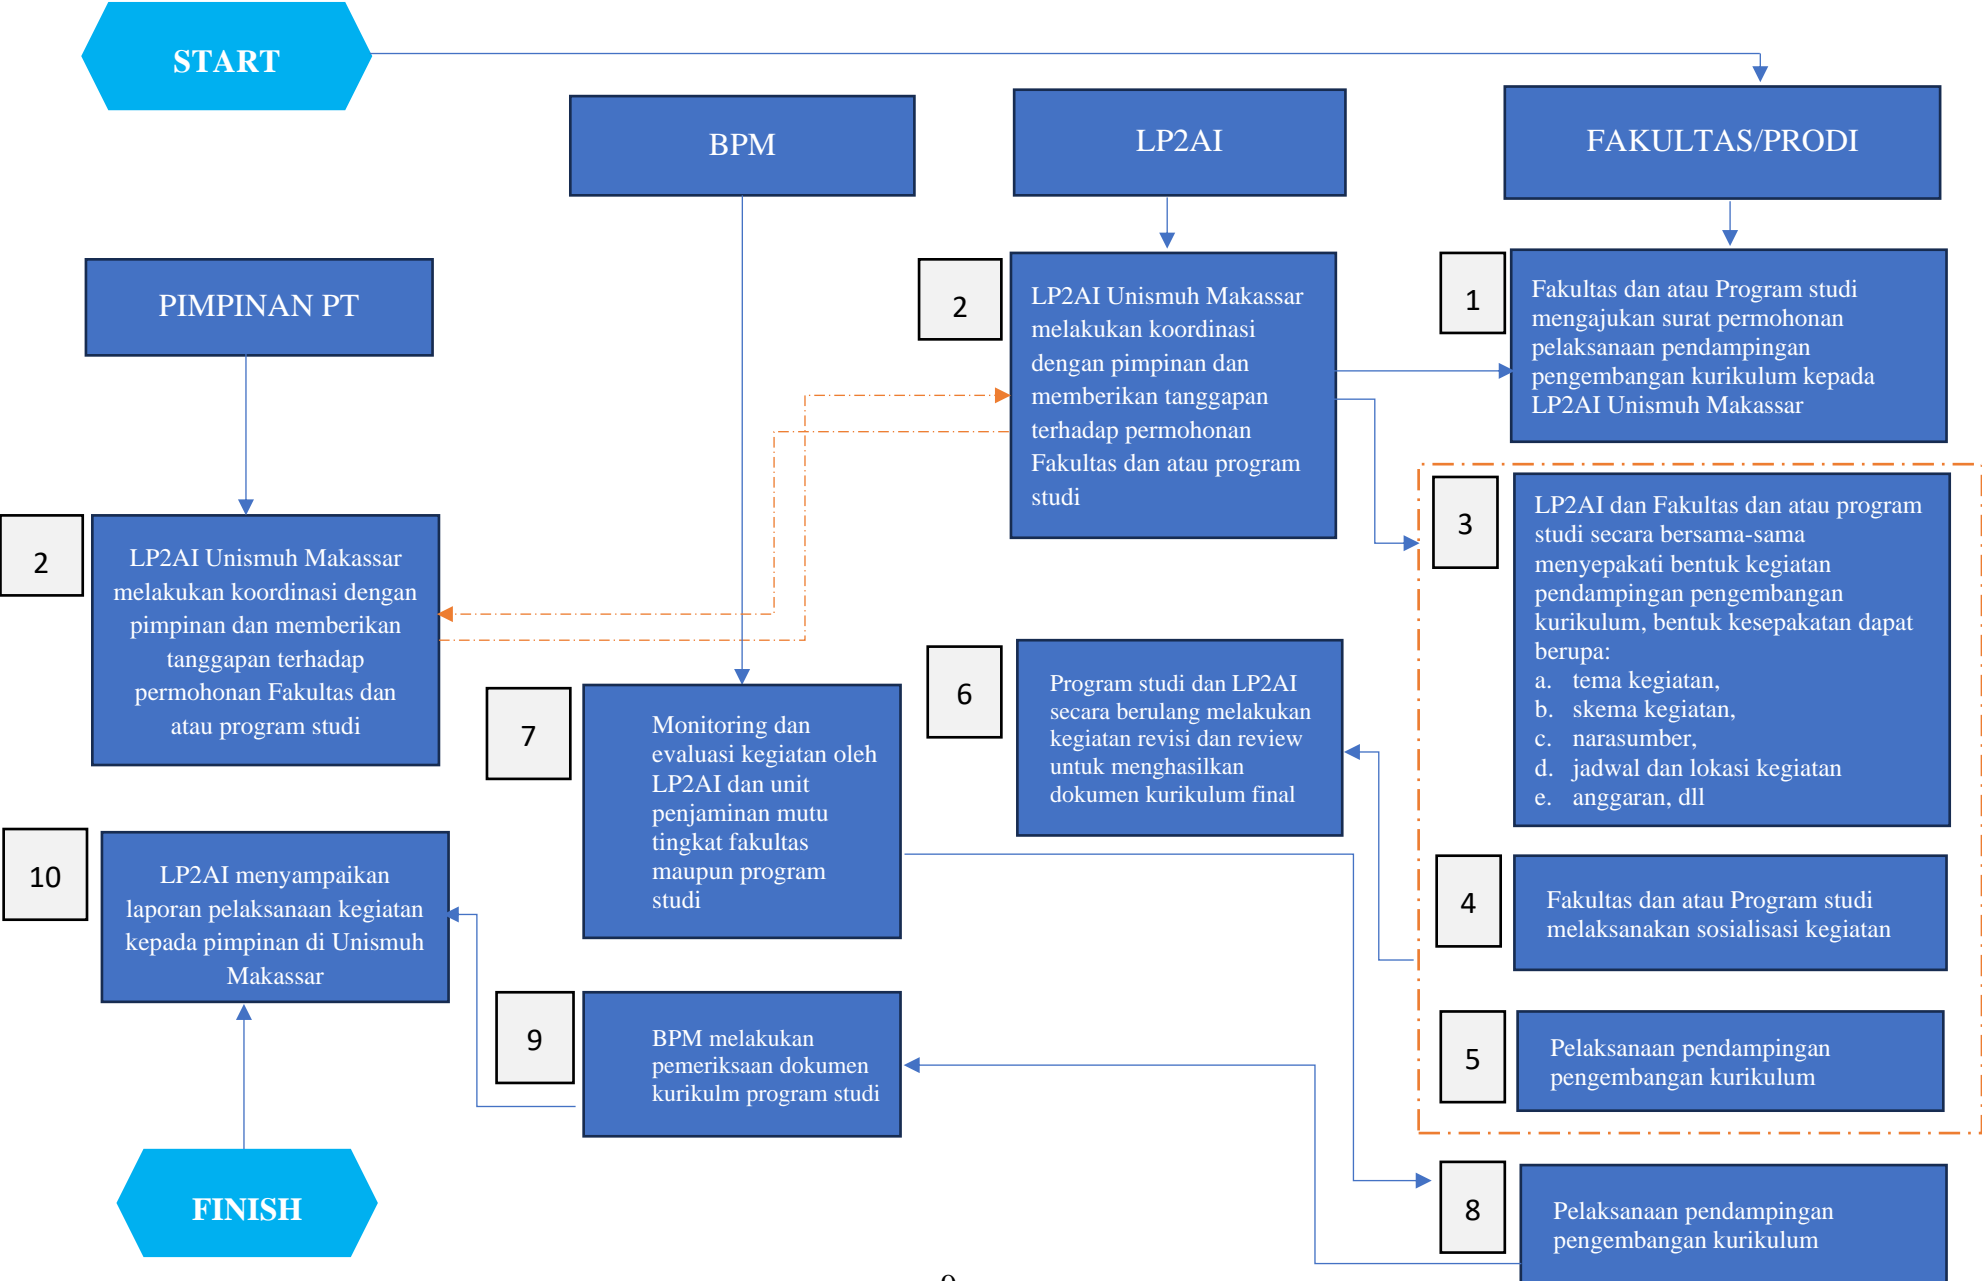 START
BPM
LP2AI
FAKULTAS/PRODI
PIMPINAN PT
2
LP2AI Unismuh Makassar
melakukan koordinasi
dengan pimpinan dan
memberikan tanggapan
terhadap permohonan
Fakultas dan atau program
studi
1
Fakultas dan atau Program studi
mengajukan surat permohonan
pelaksanaan pendampingan
pengembangan kurikulum kepada
LP2AI Unismuh Makassar
2
LP2AI Unismuh Makassar
melakukan koordinasi dengan
pimpinan dan memberikan
tanggapan terhadap
permohonan Fakultas dan
atau program studi
3
LP2AI dan Fakultas dan atau program
studi secara bersama-sama
menyepakati bentuk kegiatan
pendampingan pengembangan
kurikulum, bentuk kesepakatan dapat
berupa:
a. tema kegiatan,
b. skema kegiatan,
c. narasumber,
d. jadwal dan lokasi kegiatan
e. anggaran, dll
7
Monitoring dan
evaluasi kegiatan oleh
LP2AI dan unit
penjaminan mutu
tingkat fakultas
maupun program
studi
6
Program studi dan LP2AI
secara berulang melakukan
kegiatan revisi dan review
untuk menghasilkan
dokumen kurikulum final
10
LP2AI menyampaikan
laporan pelaksanaan kegiatan
kepada pimpinan di Unismuh
Makassar
4
Fakultas dan atau Program studi
melaksanakan sosialisasi kegiatan
9
BPM melakukan
pemeriksaan dokumen
kurikulm program studi
5
Pelaksanaan pendampingan
pengembangan kurikulum
FINISH
8
Pelaksanaan pendampingan
pengembangan kurikulum